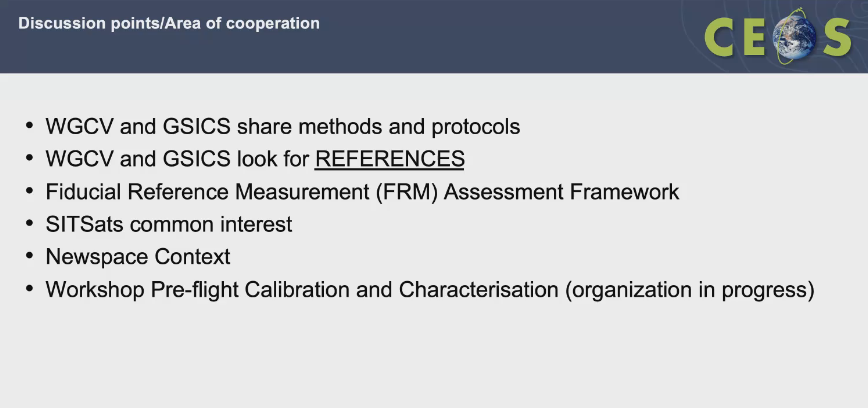 Discussion points/Area of cooperation
CEOS
• WGCV and GSICS share methods and protocols
• WGCV and GSICS look for REFERENCES
• Fiducial Reference Measurement (FRM) Assessment Framework
• SITSats common interest
• Newspace Context
• Workshop Pre-flight Calibration and Characterisation (organization in progress)